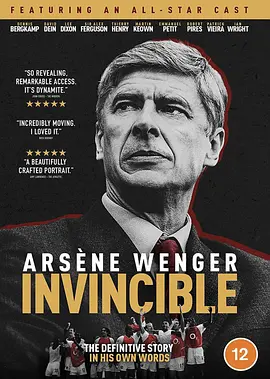 FEATURING AN ALL-STAR CAST
DENNIS BERGKAMP DAVID DEIN LEE DIXON SIR ALEX FERGUSON THIERRY HENRY MARTIN KEOWN EMMANUEL PETIT ROBERT PIRES PATRICK VIEIRA IAN WRIGHT
"SO REVEALING,
REMARKABLE ACCESS.
IT'S DYNAMITE."
"INCREDIBLY MOVING.
I LOVED IT."
"A BEAUTIFULLY
CRAFTED PORTRAIT."
ARSÈNE WENGER
INVINCIBLE
THE DEFINITIVE STORY
IN HIS OWN WORDS
12